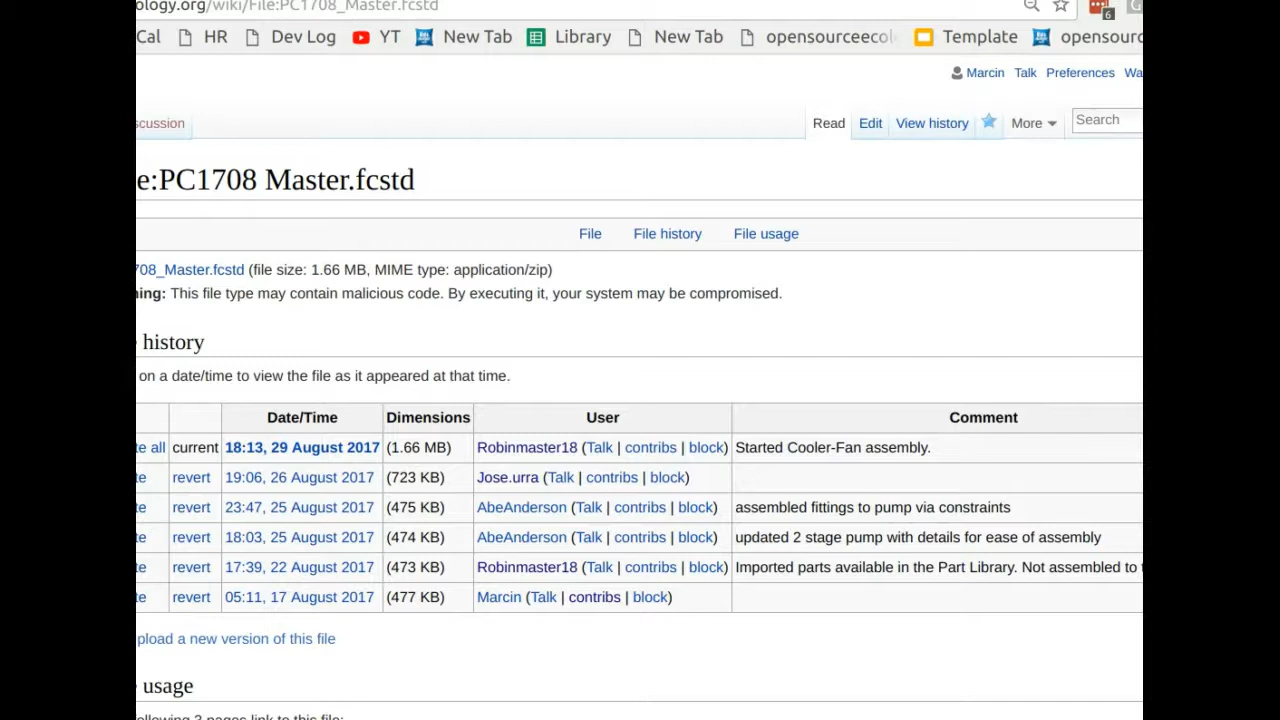 ology.org/wiki/File:PC1708_Master.fcstd 6
Cal HR Dev Log YT New Tab Library New Tab opensourceecol Template opensourc
Marcin Talk Preferences Wa
scussion Read Edit View history More Search
e:PC1708 Master.fcstd
File File history File usage
708_Master.fcstd (file size: 1.66 MB, MIME type: application/zip)
ning: This file type may contain malicious code. By executing it, your system may be compromised.
history
on a date/time to view the file as it appeared at that time.
Date/Time Dimensions User Comment
te all current 18:13, 29 August 2017 (1.66 MB) Robinmaster18 (Talk | contribs | block) Started Cooler-Fan assembly.
te revert 19:06, 26 August 2017 (723 KB) Jose.urra (Talk | contribs | block)
te revert 23:47, 25 August 2017 (475 KB) AbeAnderson (Talk | contribs | block) assembled fittings to pump via constraints
te revert 18:03, 25 August 2017 (474 KB) AbeAnderson (Talk | contribs | block) updated 2 stage pump with details for ease of assembly
te revert 17:39, 22 August 2017 (473 KB) Robinmaster18 (Talk | contribs | block) Imported parts available in the Part Library. Not assembled to
te revert 05:11, 17 August 2017 (477 KB) Marcin (Talk | contribs | block)
pload a new version of this file
usage
ollowing 3 pages link to this file: